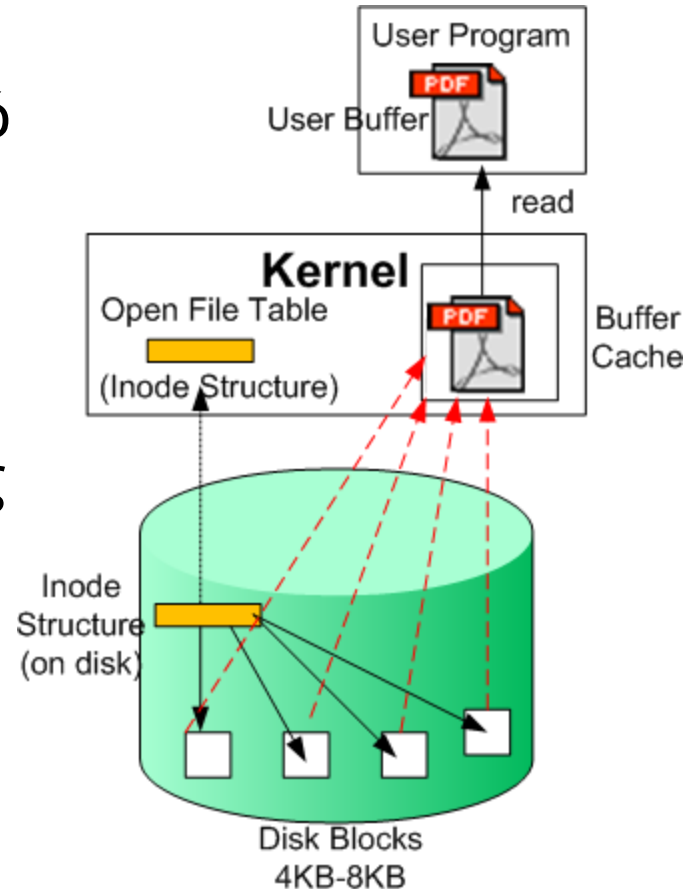 User Program
PDF
User Buffer
read
Kernel
Open File Table
PDF
(Inode Structure)
Buffer
Cache
Inode
Structure
(on disk)
Disk Blocks
4KB-8KB